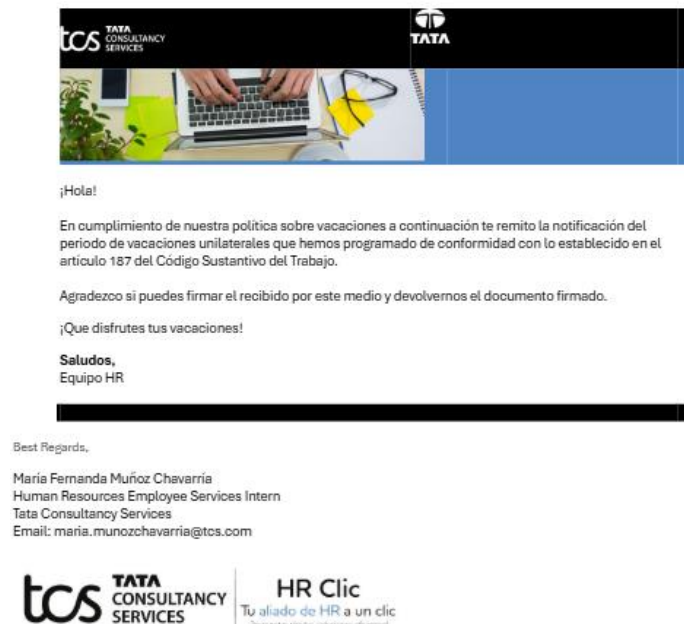 tcs TATA CONSULTANCY SERVICES
TATA
¡Hola!
En cumplimiento de nuestra política sobre vacaciones a continuación te remito la notificación del
periodo de vacaciones unilaterales que hemos programado de conformidad con lo establecido en el
artículo 187 del Código Sustantivo del Trabajo.
Agradezco si puedes firmar el recibido por este medio y devolvernos el documento firmado.
¡Que disfrutes tus vacaciones!
Saludos,
Equipo HR
Best Regards,
María Fernanda Muñoz Chavarría
Human Resources Employee Services Intern
Tata Consultancy Services
Email: maria.munozchavarria@tcs.com
tcs TATA CONSULTANCY SERVICES
HR Clic
Tu aliado de HR a un clic